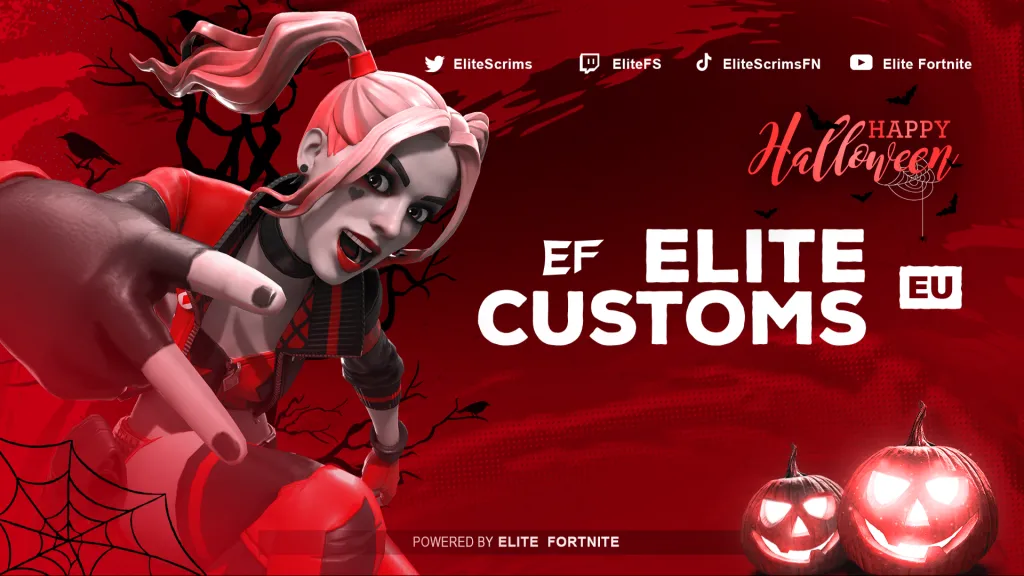 EliteScrims EliteFS EliteScrimsFN Elite Fortnite
HAPPY
Halloween
EF ELITE
CUSTOMS
EU
POWERED BY ELITE FORTNITE